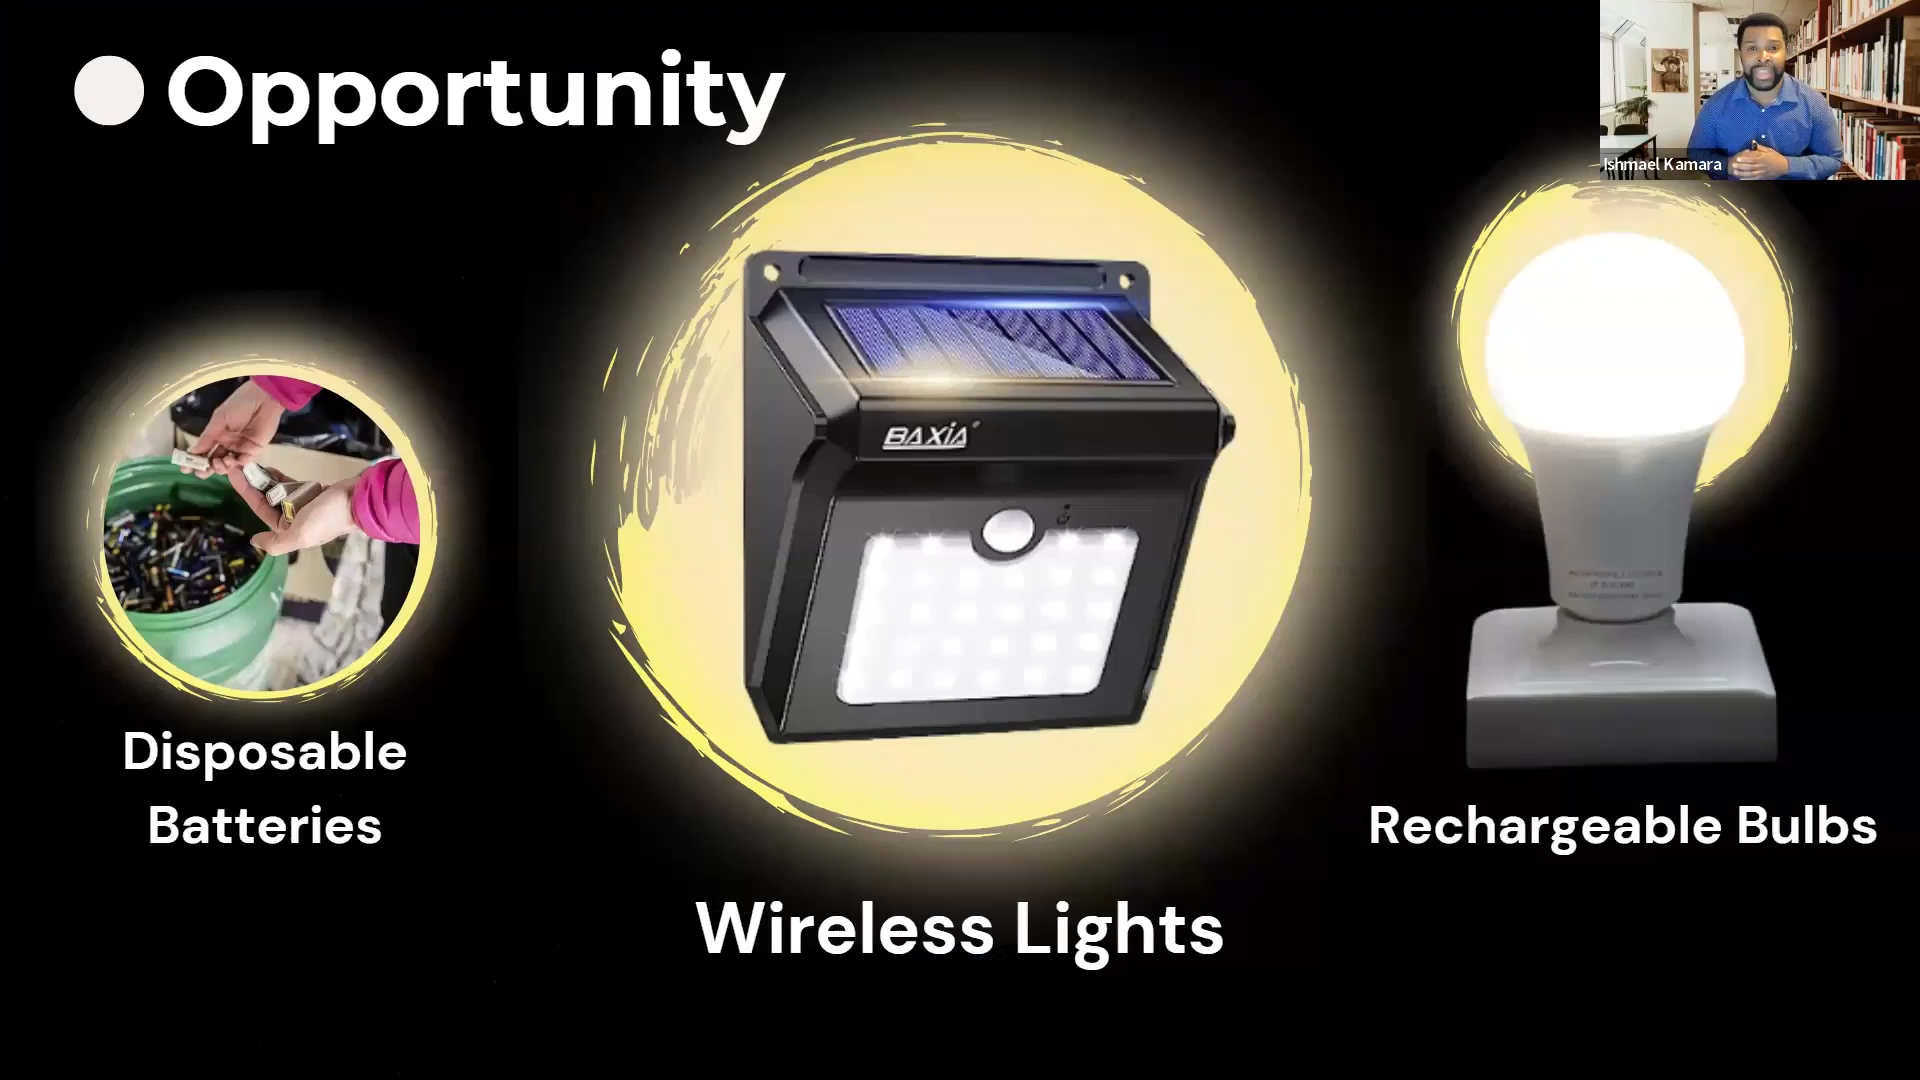 Opportunity
Ishmael Kamara
BAXIA
Disposable
Batteries
Wireless Lights
Rechargeable Bulbs